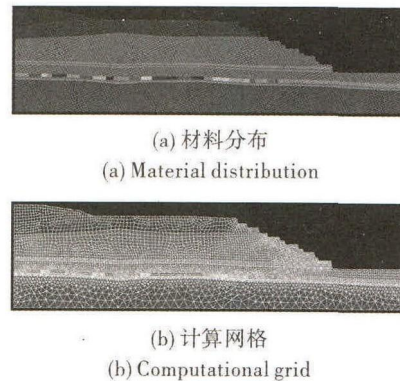 (a) 材料分布
(a) Material distribution
(b) 计算网格
(b) Computational grid